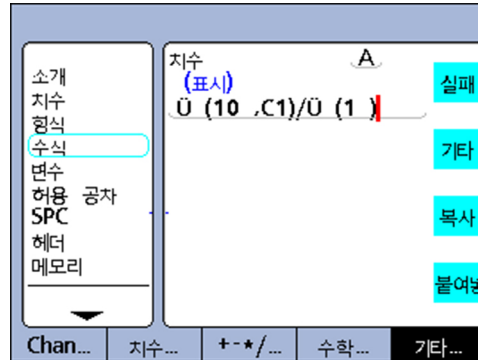 소개
치수
형식
수식
변수
허용 공차
SPC
헤더
메모리
치수 A
(표시)
Ü (10 ,C1)/Ü (1 )
실패
기타
복사
Chan... 치수... +-*/... 수학... 기타...